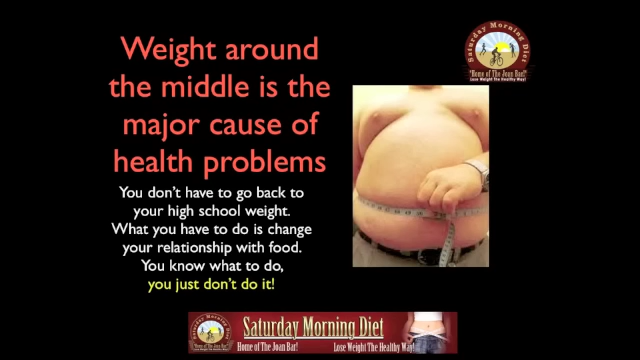 Weight around
the middle is the
major cause of
health problems
You don't have to go back to
your high school weight.
What you have to do is change
your relationship with food.
You know what to do,
you just don't do it!
Saturday Morning Diet
"Home of The Joan Bar!"
Lose Weight The Healthy Way!
Saturday Morning Diet
Home of The Joan Bar! Lose Weight The Healthy Way!